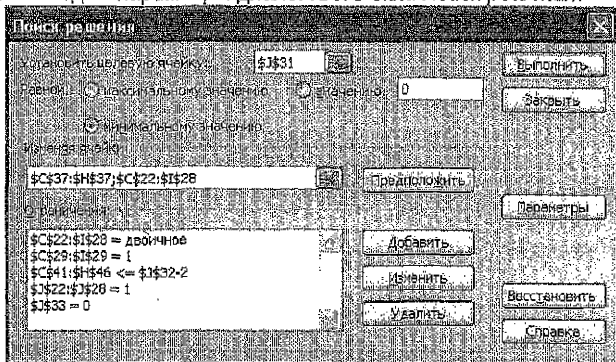 Поиск решения
Установить целевую ячейку: $J$31
Выполнить
Равной: максимальному значению значению: 0
Закрыть
минимальному значению
Изменяя ячейки:
$C$37:$H$37;$C$22:$I$28
Предположить
Параметры
Ограничения:
$C$22:$I$28 = двоичное
Добавить
$C$29:$I$29 = 1
$C$41:$H$46 <= $J$32-2
Изменить
$J$22:$J$28 = 1
Восстановить
$J$33 = 0
Удалить
Справка